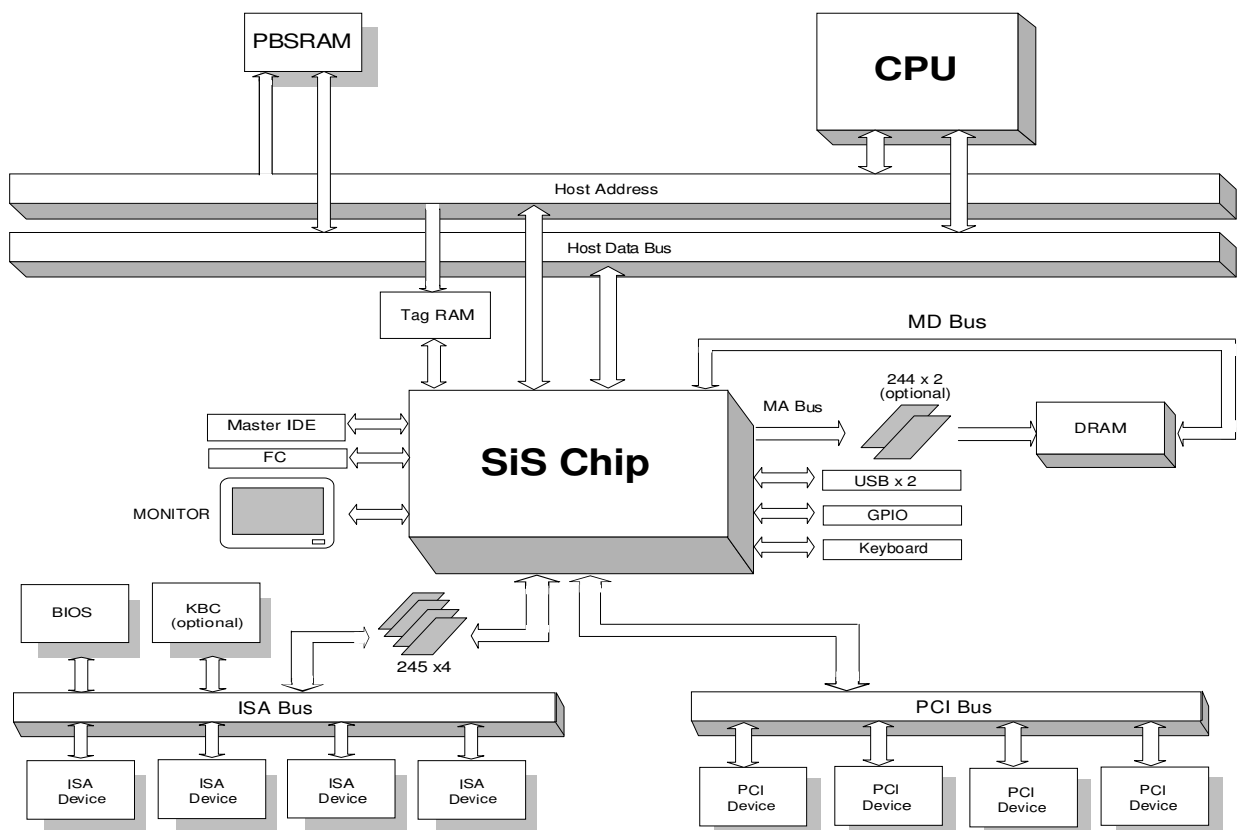 PBSRAM
CPU
Host Address
Host Data Bus
Tag RAM
MD Bus
244 x 2
(optional)
MA Bus
DRAM
Master IDE
FC
SiS Chip
USB x 2
MONITOR
GPIO
Keyboard
BIOS
KBC
(optional)
245 x4
ISA Bus
PCI Bus
ISA
Device
ISA
Device
ISA
Device
ISA
Device
PCI
Device
PCI
Device
PCI
Device
PCI
Device